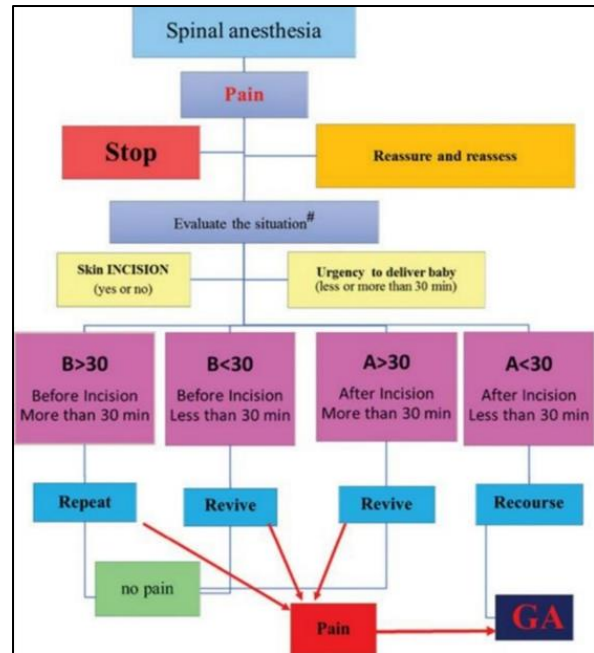 Spinal anesthesia
Pain
Stop
Reassure and reassess
Evaluate the situation#
Skin INCISION
(yes or no)
Urgency to deliver baby
(less or more than 30 min)
B>30
Before Incision
More than 30 min
B<30
Before Incision
Less than 30 min
A>30
After Incision
More than 30 min
A<30
After Incision
Less than 30 min
Repeat
Revive
Revive
Recourse
no pain
Pain
GA